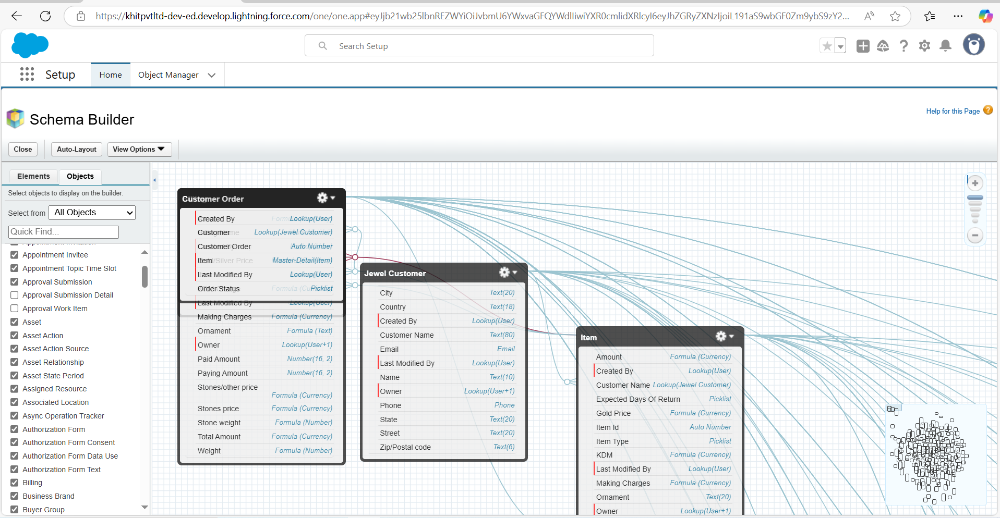 https://khitpvtltd-dev-ed.develop.lightning.force.com/one/one.app#eyJjb21wb25lbnREZWYiOiJvbmU6YWxvaGFQYWdlIiwiYXR0cmlidXRlcyI6eyJhZGRyZXNzIjoiL191aS9wbGF0Zm9ybS9zY2...
Search Setup
Setup
Home
Object Manager
Schema Builder
Help for this Page
Close
Auto-Layout
View Options
Elements
Objects
Select objects to display on the builder.
Select from
All Objects
Quick Find...
Appointment Invitation
Appointment Invitee
Appointment Topic Time Slot
Approval Submission
Approval Submission Detail
Approval Work Item
Asset
Asset Action
Asset Action Source
Asset Relationship
Asset State Period
Assigned Resource
Associated Location
Async Operation Tracker
Authorization Form
Authorization Form Consent
Authorization Form Data Use
Authorization Form Text
Billing
Business Brand
Buyer Group
Customer Order
Created By Lookup(User)
Customer Lookup(Jewel Customer)
Customer Order Auto Number
Item Master-Detail(Item)
Last Modified By Lookup(User)
Order Status Picklist
Last Modified By Lookup(User)
Making Charges Formula (Currency)
Ornament Formula (Text)
Owner Lookup(User+1)
Paid Amount Number(16, 2)
Paying Amount Number(16, 2)
Stones/other price
Formula (Currency)
Stones price Formula (Currency)
Stone weight Formula (Number)
Total Amount Formula (Currency)
Weight Formula (Number)
Jewel Customer
City Text(20)
Country Text(18)
Created By Lookup(User)
Customer Name Text(80)
Email Email
Last Modified By Lookup(User)
Name Text(10)
Owner Lookup(User+1)
Phone Phone
State Text(20)
Street Text(20)
Zip/Postal code Text(6)
Item
Amount Formula (Currency)
Created By Lookup(User)
Customer Name Lookup(Jewel Customer)
Expected Days Of Return Picklist
Gold Price Formula (Currency)
Item Id Auto Number
Item Type Picklist
KDM Formula (Currency)
Last Modified By Lookup(User)
Making Charges Formula (Currency)
Ornament Text(20)
Owner Lookup(User+1)